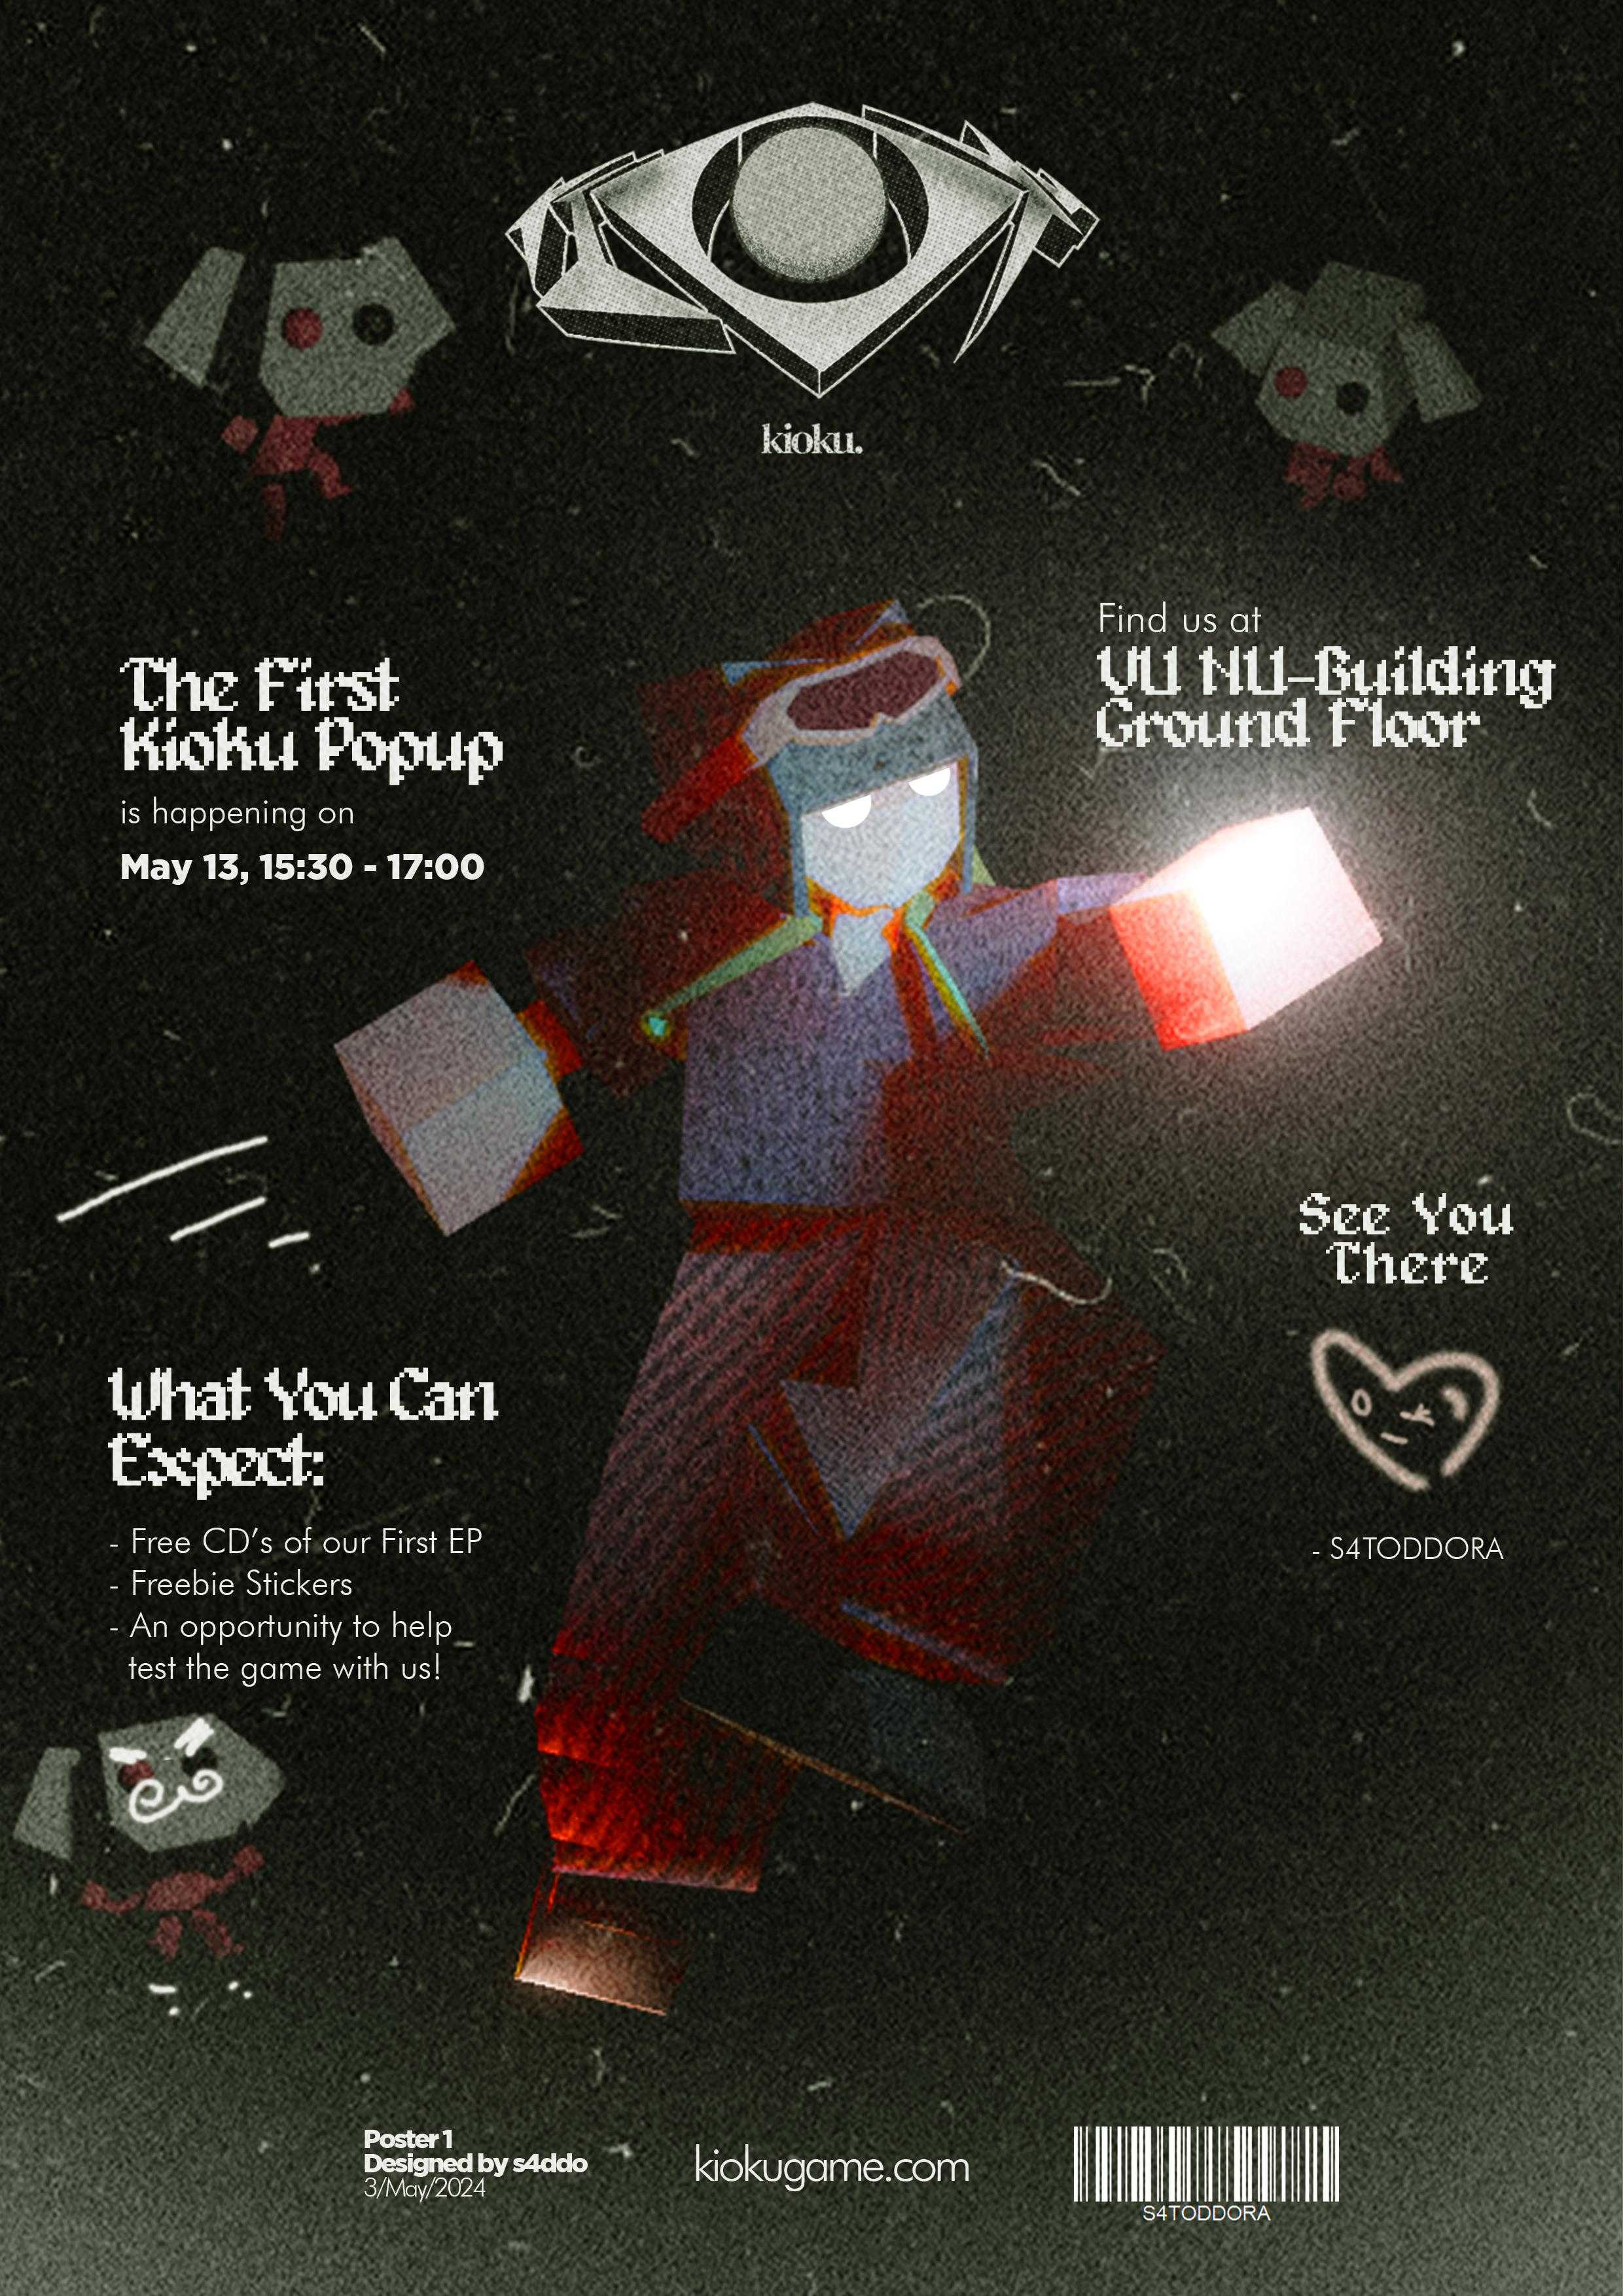 kioku.
The First
Kioku Popup
is happening on
May 13, 15:30 - 17:00
Find us at
VU NU-Building
Ground Floor
See You
There
- S4TODDORA
What You Can
Expect:
- Free CD's of our First EP
- Freebie Stickers
- An opportunity to help
test the game with us!
Poster 1
Designed by s4ddo
3/May/2024
kiokugame.com
S4TODDORA